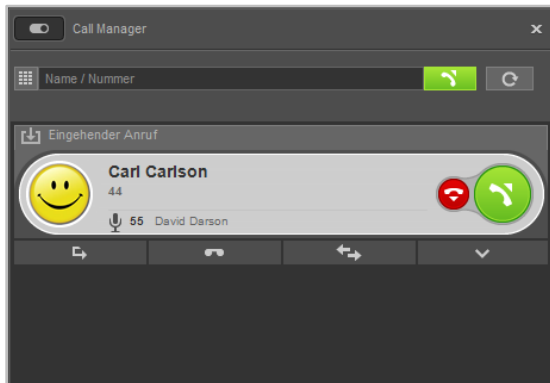 Call Manager
Name / Nummer
Eingehender Anruf
Carl Carlson
44
55 David Darson